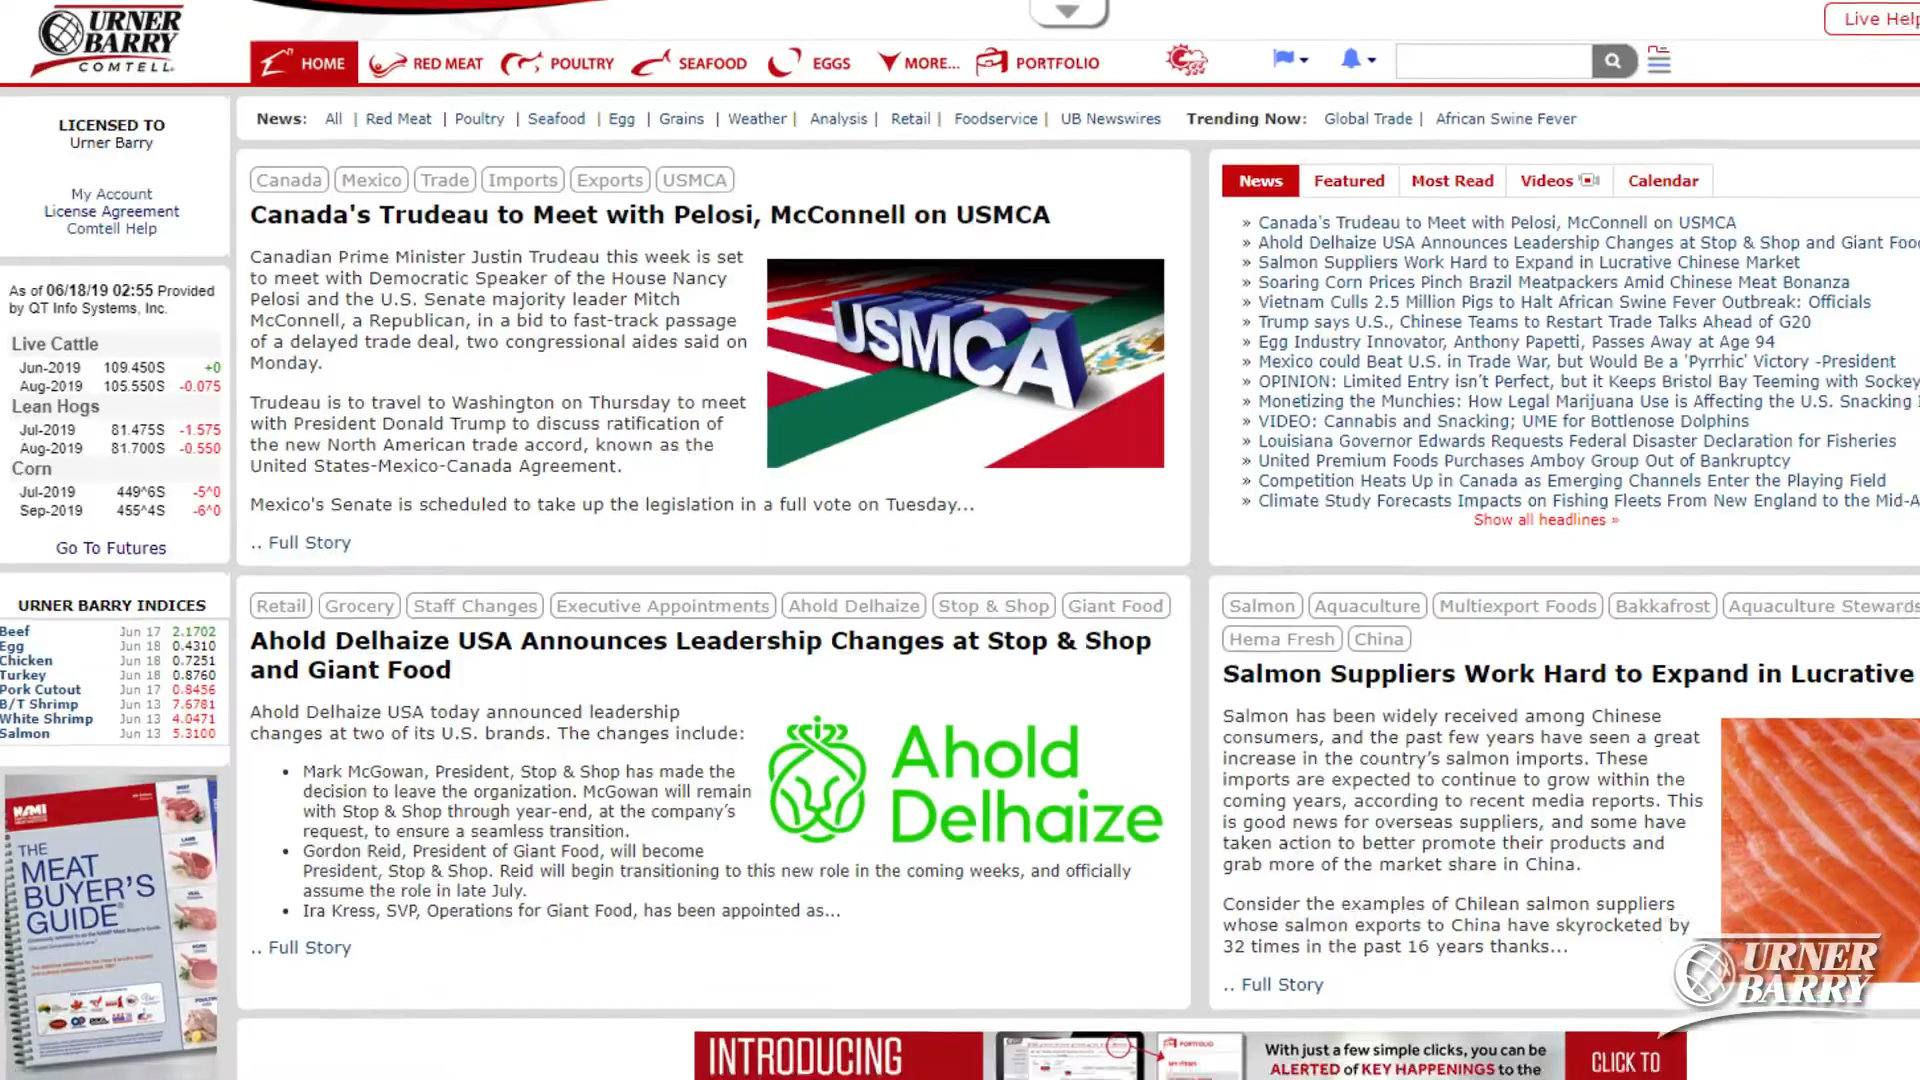 URNER
BARRY
COMTELL
Live Help
HOME
RED MEAT
POULTRY
SEAFOOD
EGGS
MORE...
PORTFOLIO
LICENSED TO
Urner Barry
My Account
License Agreement
Comtell Help
News: All | Red Meat | Poultry | Seafood | Egg | Grains | Weather | Analysis | Retail | Foodservice | UB Newswires Trending Now: Global Trade | African Swine Fever
As of 06/18/19 02:55 Provided
by QT Info Systems, Inc.
Live Cattle
Jun-2019 109.450S +0
Aug-2019 105.550S -0.075
Lean Hogs
Jul-2019 81.475S -1.575
Aug-2019 81.700S -0.550
Corn
Jul-2019 449^6S -5^0
Sep-2019 455^4S -6^0
Go To Futures
URNER BARRY INDICES
Beef Jun 17 2.1702
Egg Jun 18 0.4310
Chicken Jun 18 0.7251
Turkey Jun 18 0.8760
Pork Cutout Jun 17 0.8456
B/T Shrimp Jun 13 7.6781
White Shrimp Jun 13 4.0471
Salmon Jun 13 5.3100
NAMI
THE
MEAT
BUYER'S
GUIDE
Canada Mexico Trade Imports Exports USMCA
Canada's Trudeau to Meet with Pelosi, McConnell on USMCA
Canadian Prime Minister Justin Trudeau this week is set
to meet with Democratic Speaker of the House Nancy
Pelosi and the U.S. Senate majority leader Mitch
McConnell, a Republican, in a bid to fast-track passage
of a delayed trade deal, two congressional aides said on
Monday.
USMCA
Trudeau is to travel to Washington on Thursday to meet
with President Donald Trump to discuss ratification of
the new North American trade accord, known as the
United States-Mexico-Canada Agreement.
Mexico's Senate is scheduled to take up the legislation in a full vote on Tuesday...
.. Full Story
News Featured Most Read Videos Calendar
» Canada's Trudeau to Meet with Pelosi, McConnell on USMCA
» Ahold Delhaize USA Announces Leadership Changes at Stop & Shop and Giant Foo
» Salmon Suppliers Work Hard to Expand in Lucrative Chinese Market
» Soaring Corn Prices Pinch Brazil Meatpackers Amid Chinese Meat Bonanza
» Vietnam Culls 2.5 Million Pigs to Halt African Swine Fever Outbreak: Officials
» Trump says U.S., Chinese Teams to Restart Trade Talks Ahead of G20
» Egg Industry Innovator, Anthony Papetti, Passes Away at Age 94
» Mexico could Beat U.S. in Trade War, but Would Be a 'Pyrrhic' Victory -President
» OPINION: Limited Entry isn't Perfect, but it Keeps Bristol Bay Teeming with Sockey
» Monetizing the Munchies: How Legal Marijuana Use is Affecting the U.S. Snacking
» VIDEO: Cannabis and Snacking; UME for Bottlenose Dolphins
» Louisiana Governor Edwards Requests Federal Disaster Declaration for Fisheries
» United Premium Foods Purchases Amboy Group Out of Bankruptcy
» Competition Heats Up in Canada as Emerging Channels Enter the Playing Field
» Climate Study Forecasts Impacts on Fishing Fleets From New England to the Mid-A
Show all headlines »
Retail Grocery Staff Changes Executive Appointments Ahold Delhaize Stop & Shop Giant Food
Ahold Delhaize USA Announces Leadership Changes at Stop & Shop
and Giant Food
Ahold Delhaize USA today announced leadership
changes at two of its U.S. brands. The changes include:
• Mark McGowan, President, Stop & Shop has made the
decision to leave the organization. McGowan will remain
with Stop & Shop through year-end, at the company's
request, to ensure a seamless transition.
• Gordon Reid, President of Giant Food, will become
President, Stop & Shop. Reid will begin transitioning to this new role in the coming weeks, and officially
assume the role in late July.
• Ira Kress, SVP, Operations for Giant Food, has been appointed as...
.. Full Story
Ahold
Delhaize
Salmon Aquaculture Multiexport Foods Bakkafrost Aquaculture Stewards
Hema Fresh China
Salmon Suppliers Work Hard to Expand in Lucrative
Salmon has been widely received among Chinese
consumers, and the past few years have seen a great
increase in the country's salmon imports. These
imports are expected to continue to grow within the
coming years, according to recent media reports. This
is good news for overseas suppliers, and some have
taken action to better promote their products and
grab more of the market share in China.
Consider the examples of Chilean salmon suppliers
whose salmon exports to China have skyrocketed by
32 times in the past 16 years thanks...
.. Full Story
URNER
BARRY
INTRODUCING
PORTFOLIO
With just a few simple clicks, you can be
ALERTED of KEY HAPPENINGS to the
CLICK TO